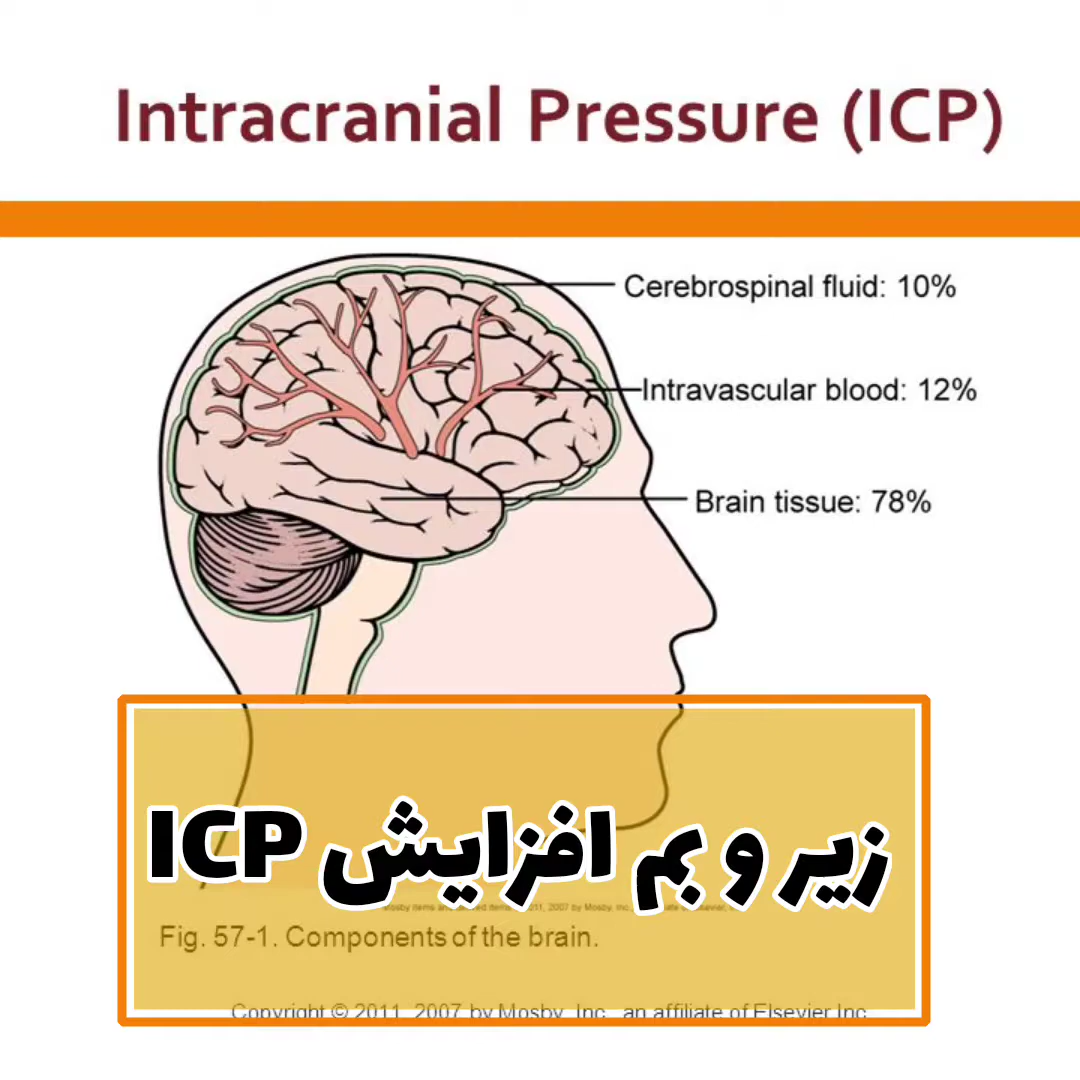 Intracranial Pressure (ICP)
Cerebrospinal fluid: 10%
Intravascular blood: 12%
Brain tissue: 78%
زیر و بم افزایش ICP
Fig. 57-1. Components of the brain.
Copyright © 2011, 2007 by Mosby, Inc., an affiliate of Elsevier Inc.